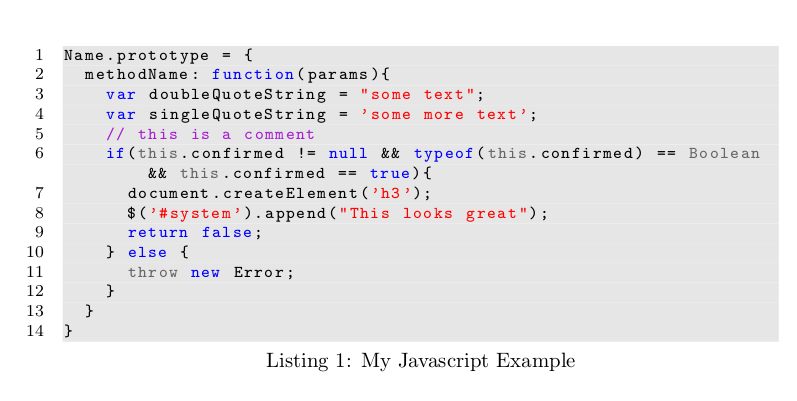 1 Name.prototype = {
2   methodName: function(params){
3     var doubleQuoteString = "some text";
4     var singleQuoteString = 'some more text';
5     // this is a comment
6     if(this.confirmed != null && typeof(this.confirmed) == Boolean
        && this.confirmed == true){
7       document.createElement('h3');
8       $('#system').append("This looks great");
9       return false;
10     } else {
11       throw new Error;
12     }
13   }
14 }
Listing 1: My Javascript Example